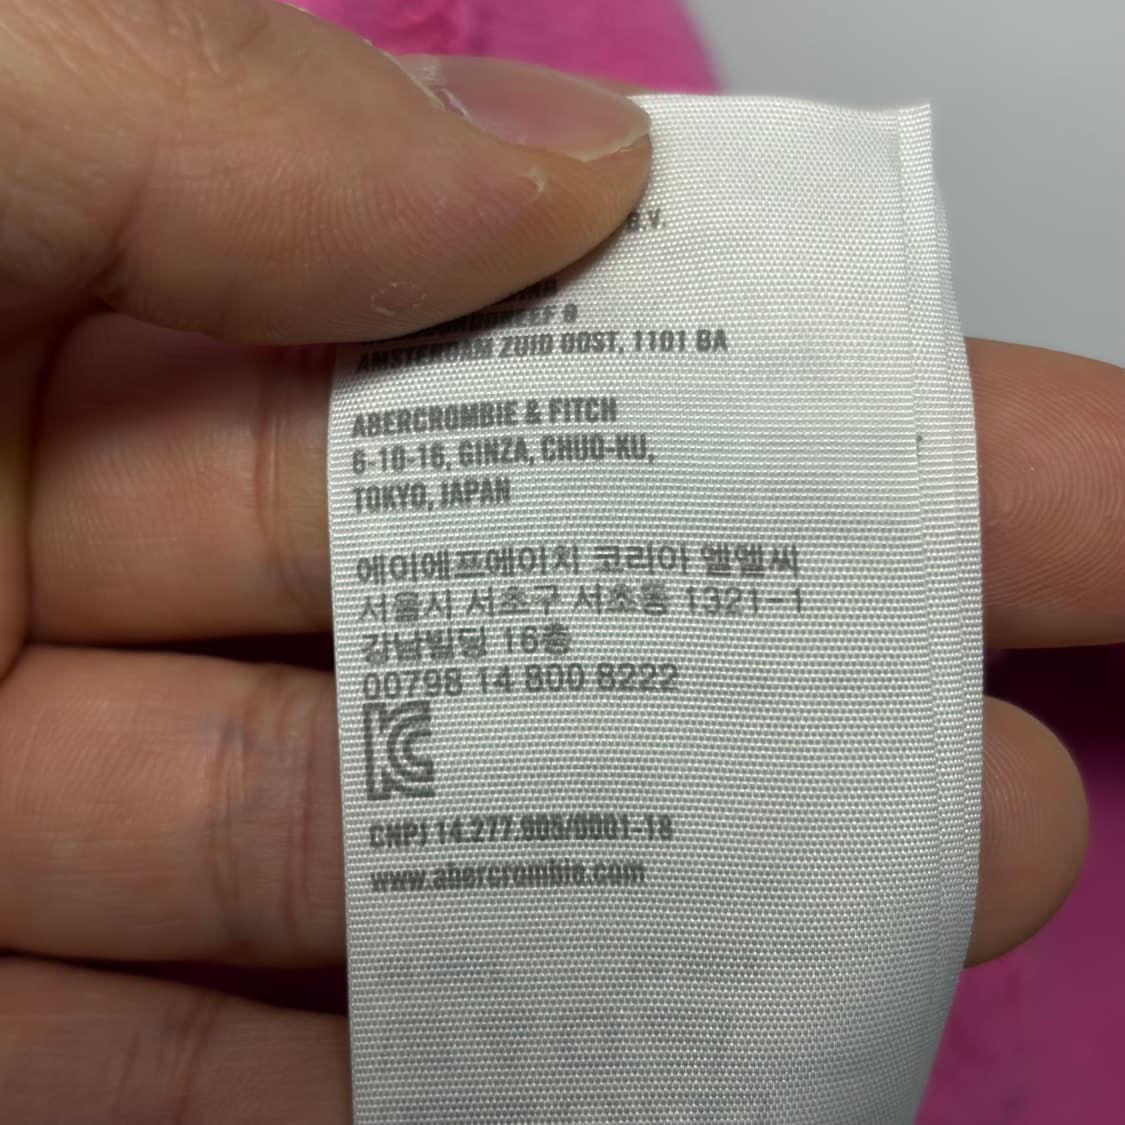 B.V.
AMSTERDAM ZUID OOST, 1101 BA
ABERCROMBIE & FITCH
6-10-16, GINZA, CHUO-KU,
TOKYO, JAPAN
에이에프에이치 코리아 엘엘씨
서울시 서초구 서초동 1321-1
강남빌딩 16층
00798 14 800 8222
KC
CNPJ 14.277.905/0001-18
www.abercrombie.com